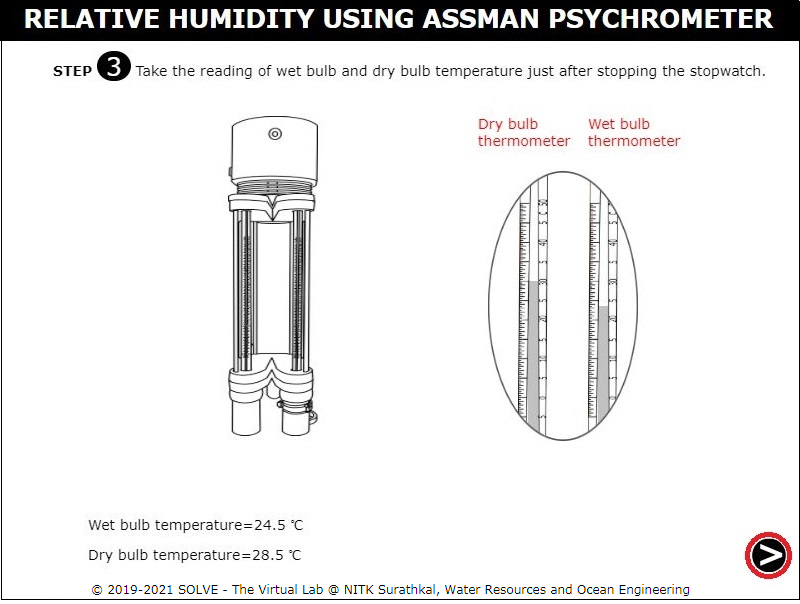 RELATIVE HUMIDITY USING ASSMAN PSYCHROMETER
STEP 3 Take the reading of wet bulb and dry bulb temperature just after stopping the stopwatch.
Dry bulb thermometer
Wet bulb thermometer
Wet bulb temperature=24.5 ℃
Dry bulb temperature=28.5 ℃
© 2019-2021 SOLVE - The Virtual Lab @ NITK Surathkal, Water Resources and Ocean Engineering